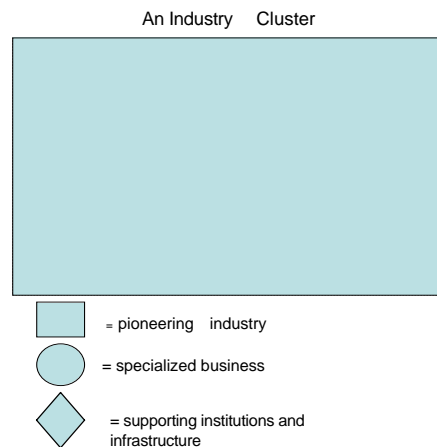 An Industry Cluster
= pioneering industry
= specialized business
= supporting institutions and
infrastructure